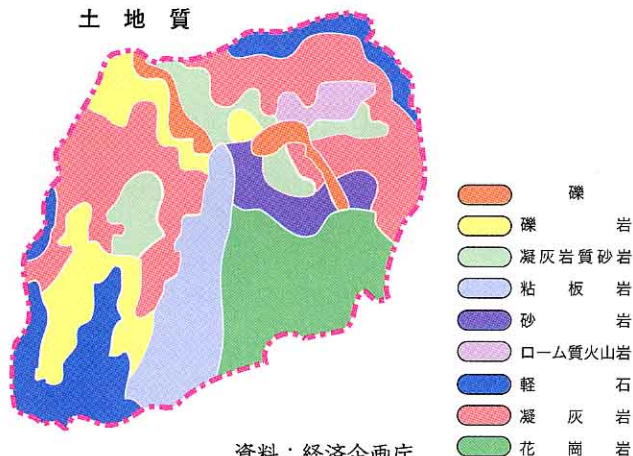 土地質
礫
礫岩
凝灰岩質砂岩
粘板岩
砂岩
ローム質火山岩
軽石
凝灰岩
花崗岩
資料：経済企画庁